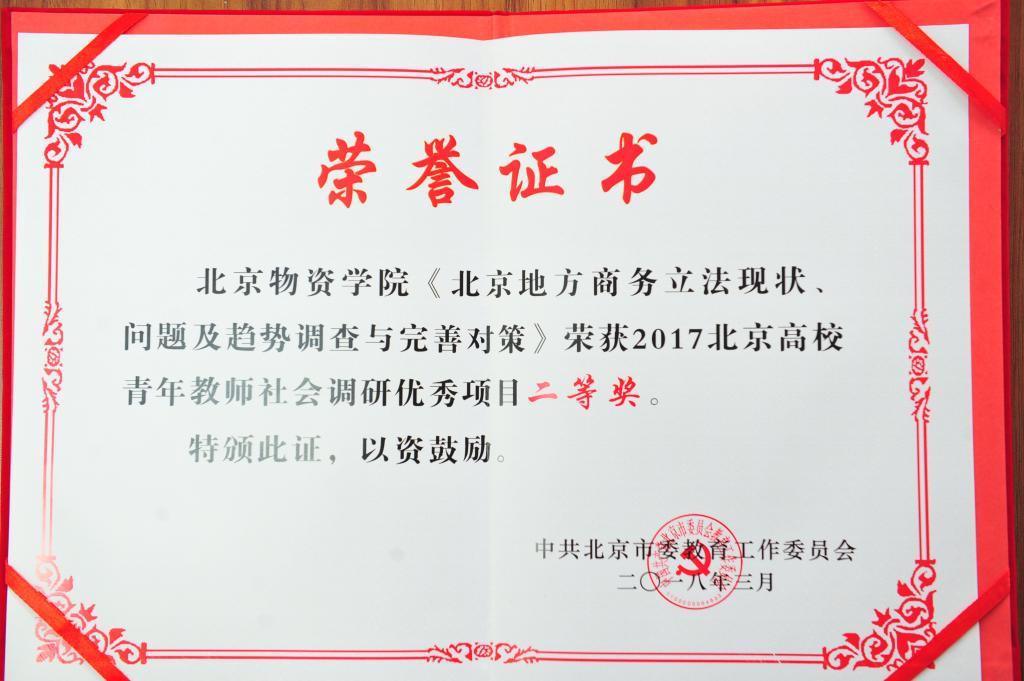 荣誉证书
北京物资学院《北京地方商务立法现状、
问题及趋势调查与完善对策》荣获2017北京高校
青年教师社会调研优秀项目二等奖。
特颁此证，以资鼓励。
中共北京市委教育工作委员会
二〇一八年三月